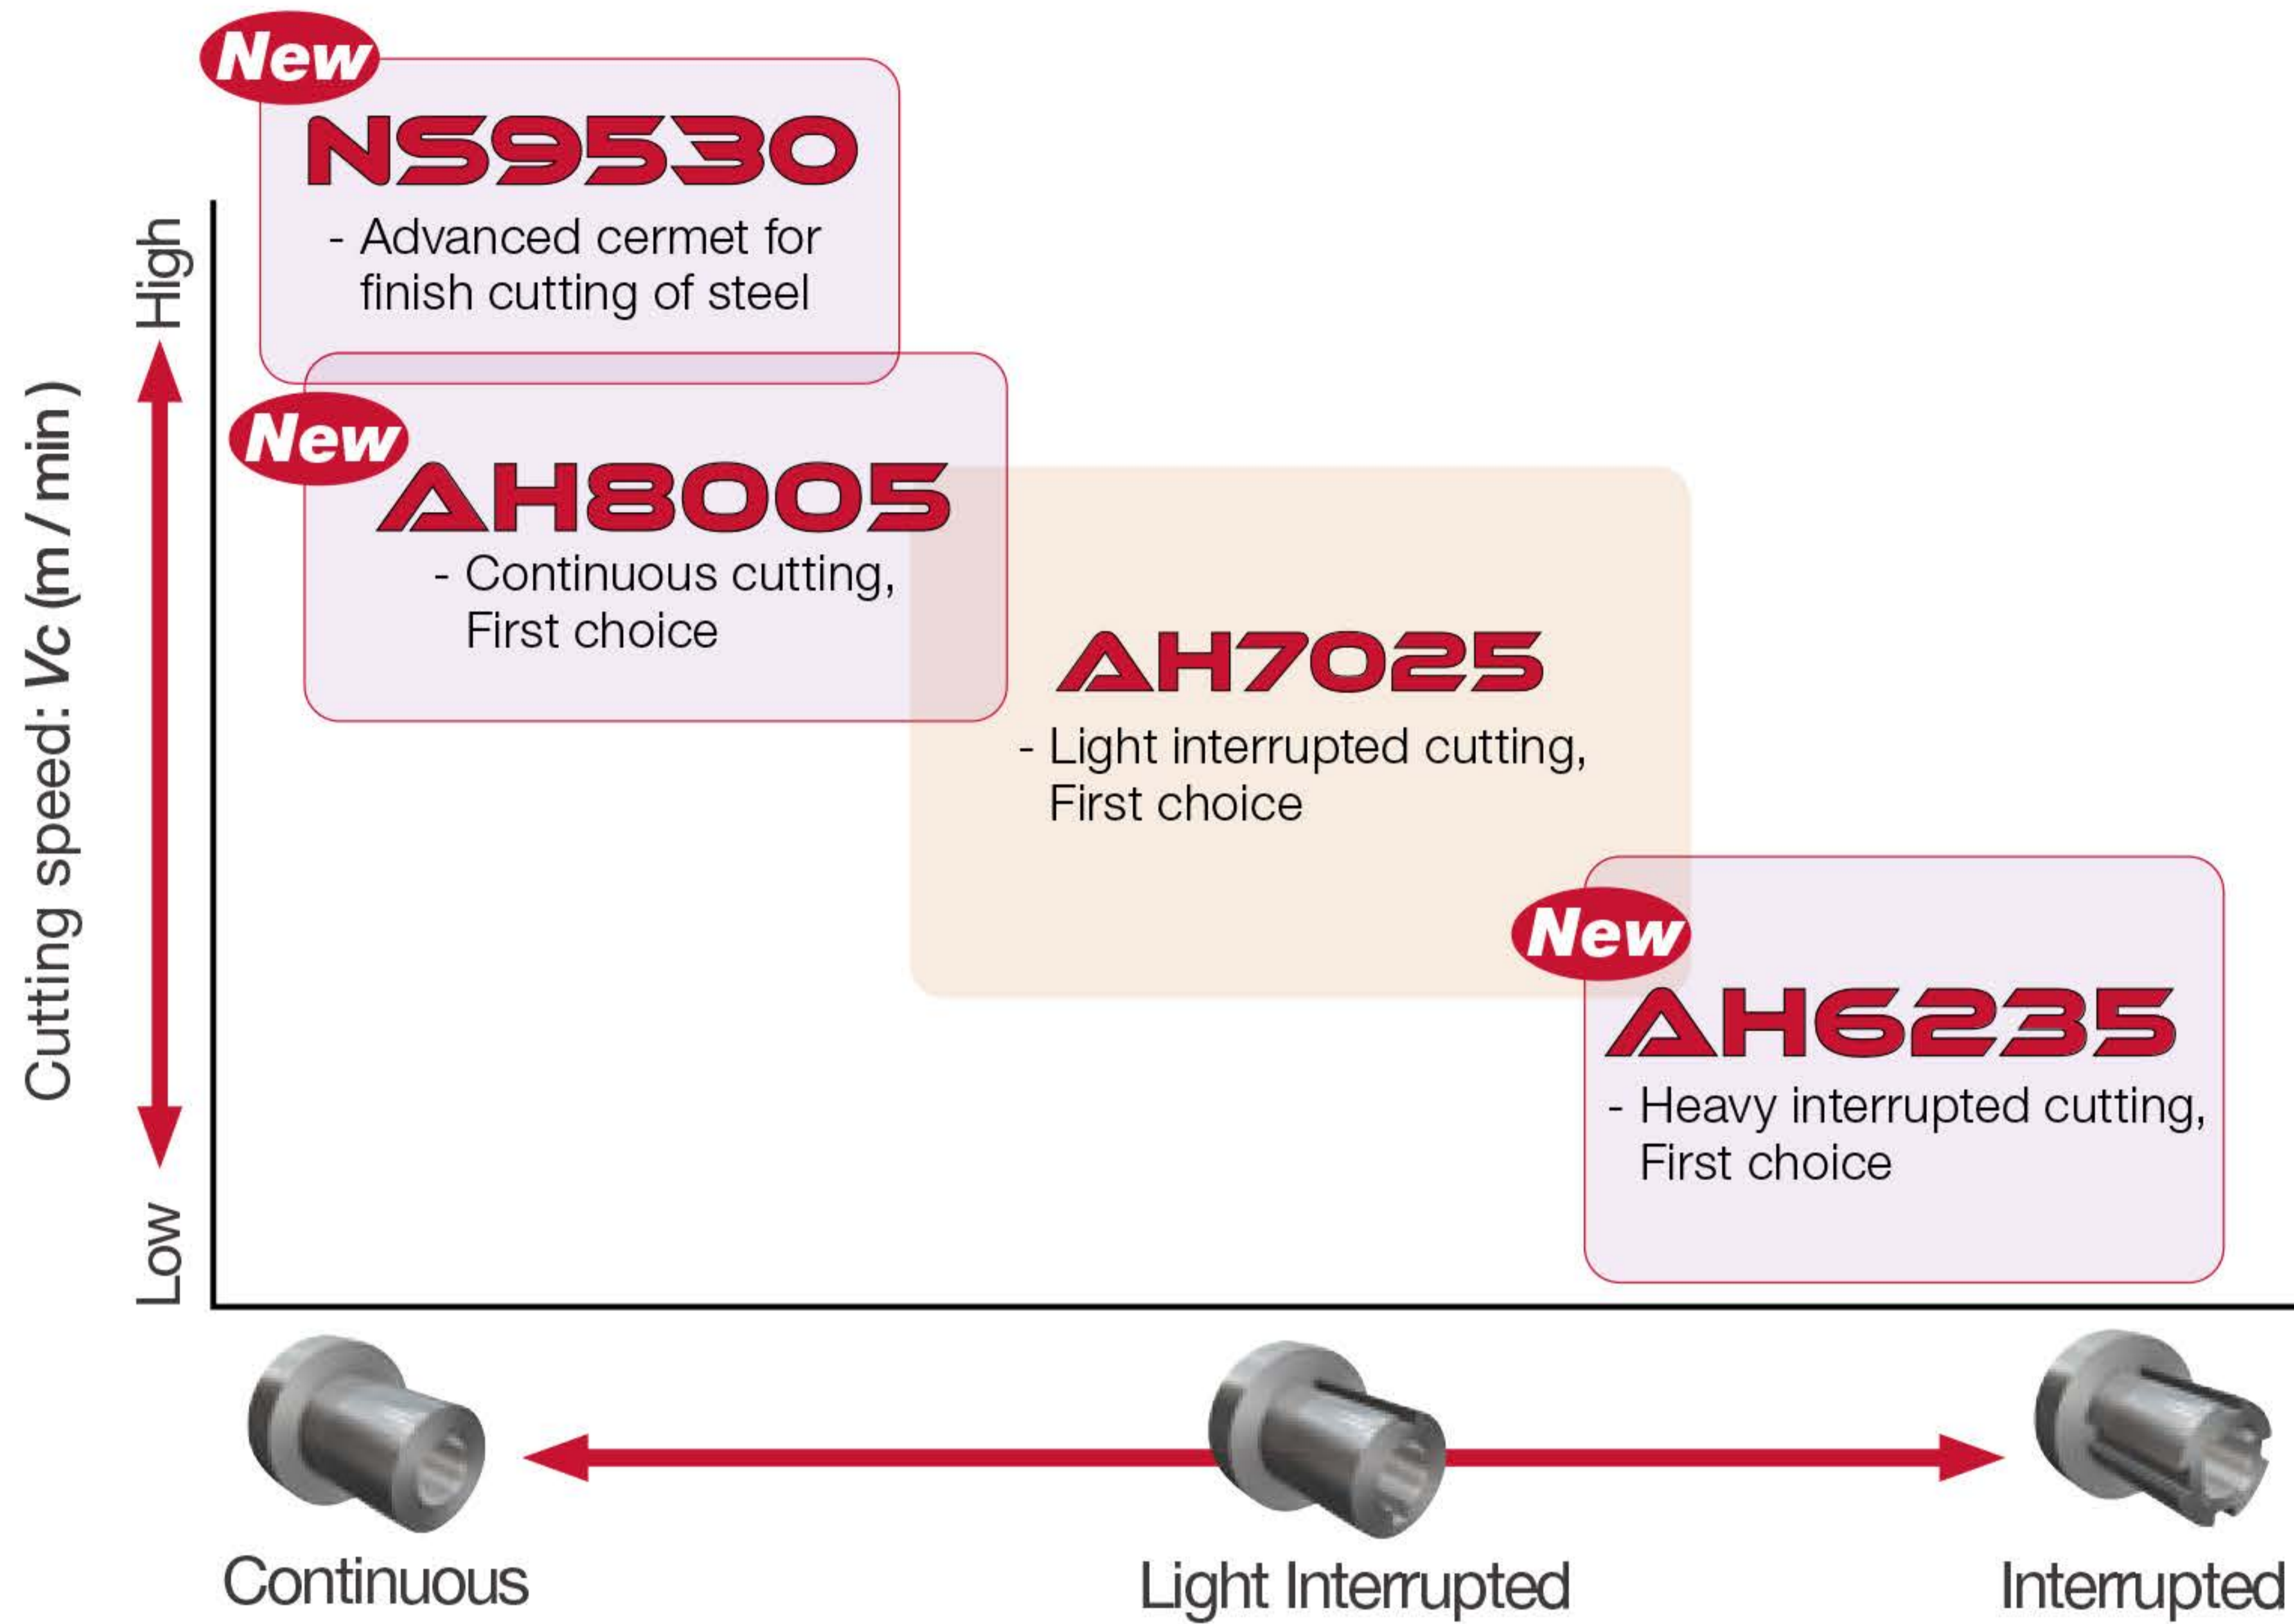 New
NS9530
- Advanced cermet for
finish cutting of steel
New
AH8005
- Continuous cutting,
First choice
AH7025
- Light interrupted cutting,
First choice
New
AH6235
- Heavy interrupted cutting,
First choice
Cutting speed: Vc (m / min)
High
Low
Continuous
Light Interrupted
Interrupted